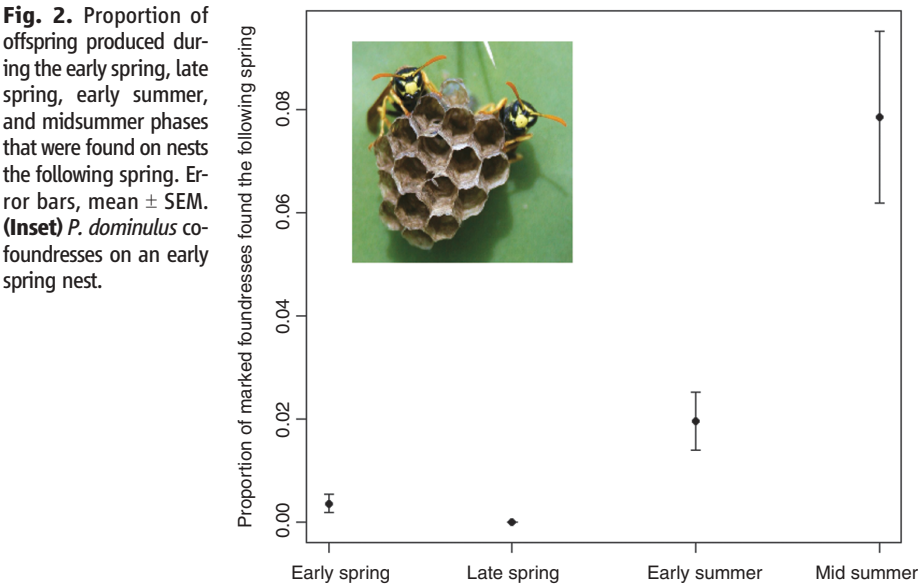 Fig. 2. Proportion of
offspring produced dur-
ing the early spring, late
spring, early summer,
and midsummer phases
that were found on nests
the following spring. Er-
ror bars, mean ± SEM.
(Inset) P. dominulus co-
foundresses on an early
spring nest.
Proportion of marked foundresses found the following spring
0.08
0.06
0.04
0.02
0.00
Early spring
Late spring
Early summer
Mid summer